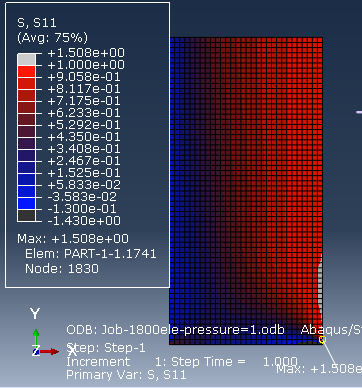 S, S11
(Avg: 75%)
+1.508e+00
+1.000e+00
+9.058e-01
+8.117e-01
+7.175e-01
+6.233e-01
+5.292e-01
+4.350e-01
+3.408e-01
+2.467e-01
+1.525e-01
+5.833e-02
-3.583e-02
-1.300e-01
-1.430e+00
Max: +1.508e+00
Elem: PART-1-1.1741
Node: 1830
Y
Z X
ODB: Job-1800ele-pressure=1.odb Abaqus/St
Step: Step-1
Increment 1: Step Time = 1.000
Primary Var: S, S11
Max: +1.508e